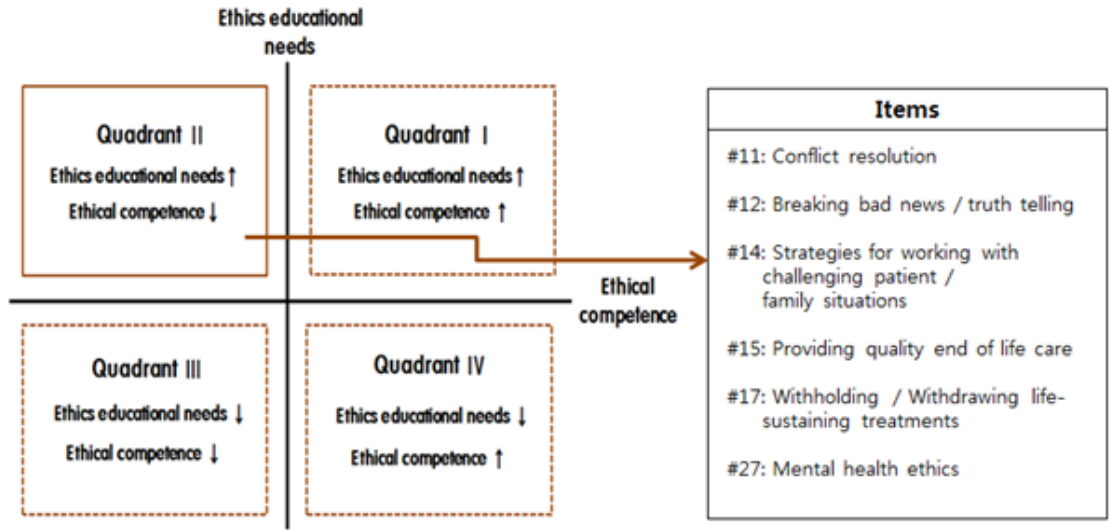 Ethics educational
needs
Quadrant II
Ethics educational needs ↑
Ethical competence ↓
Quadrant I
Ethics educational needs ↑
Ethical competence ↑
Ethical
competence
Quadrant III
Ethics educational needs ↓
Ethical competence ↓
Quadrant IV
Ethics educational needs ↓
Ethical competence ↑
Items
#11: Conflict resolution
#12: Breaking bad news / truth telling
#14: Strategies for working with
challenging patient /
family situations
#15: Providing quality end of life care
#17: Withholding / Withdrawing life-
sustaining treatments
#27: Mental health ethics